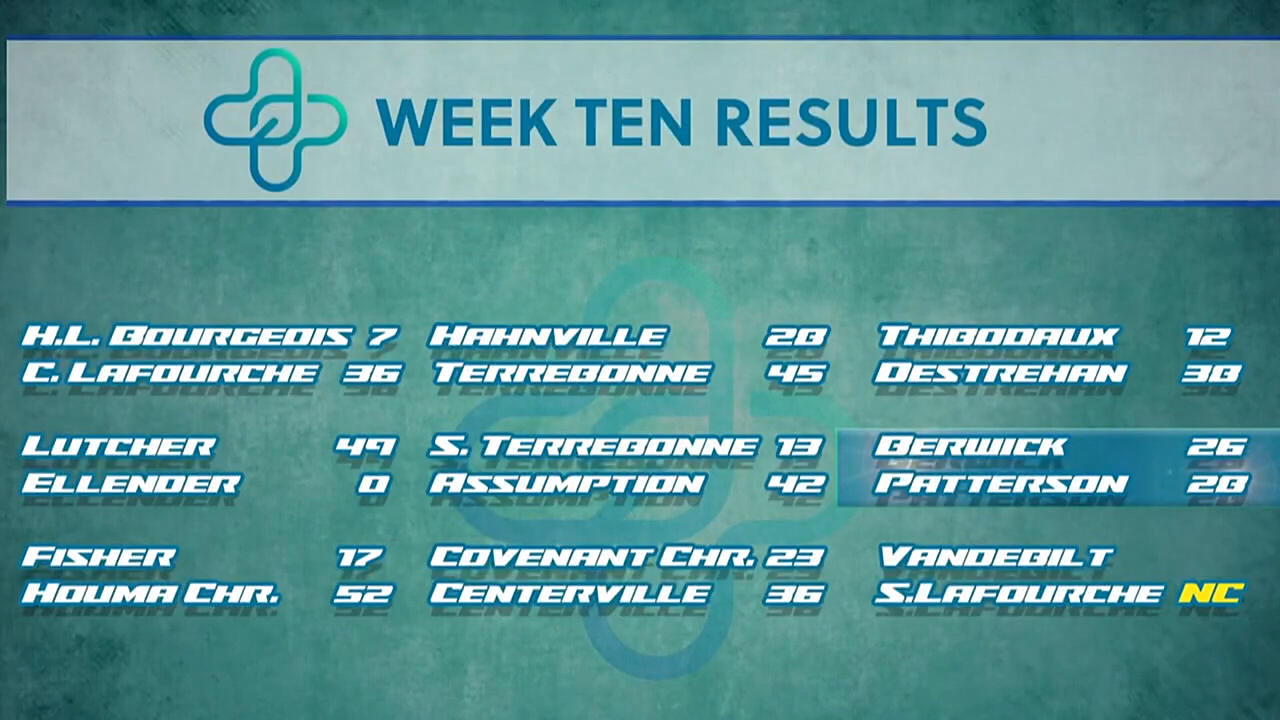 WEEK TEN RESULTS
H.L. Bourgeois 7
C. Lafourche 36
Hahnville 28
Terrebonne 45
Thibodaux 12
Destrehan 38
Lutcher 49
Ellender 0
S. Terrebonne 13
Assumption 42
Berwick 26
Patterson 28
Fisher 17
Houma Chr. 52
Covenant Chr. 23
Centerville 36
Vandebilt
S.Lafourche NC